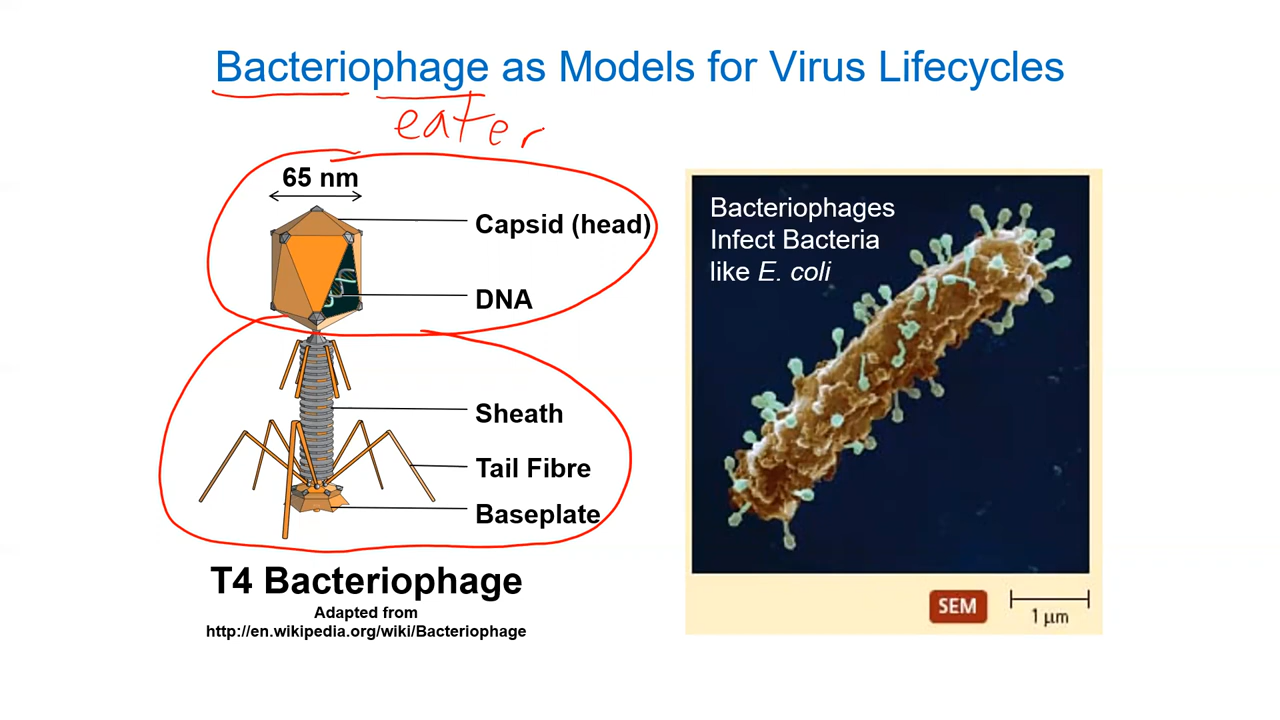 Bacteriophage as Models for Virus Lifecycles
eater
65 nm
Capsid (head)
DNA
Sheath
Tail Fibre
Baseplate
T4 Bacteriophage
Adapted from
http://en.wikipedia.org/wiki/Bacteriophage
Bacteriophages
Infect Bacteria
like E. coli
SEM
1 µm